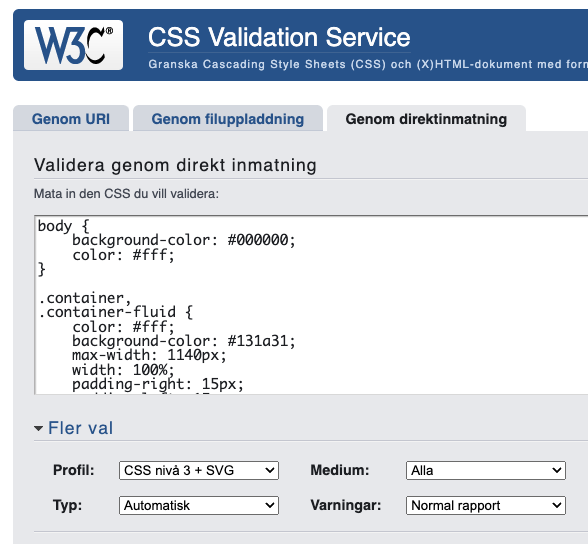 W3C®
CSS Validation Service
Granska Cascading Style Sheets (CSS) och (X)HTML-dokument med
Genom URI
Genom filuppladdning
Genom direktinmatning
Validera genom direkt inmatning
Mata in den CSS du vill validera:
body {
    background-color: #000000;
    color: #fff;
}
.container,
.container-fluid {
    color: #fff;
    background-color: #131a31;
    max-width: 1140px;
    width: 100%;
    padding-right: 15px;
Fler val
Profil: CSS nivå 3 + SVG Medium: Alla
Typ: Automatisk Varningar: Normal rapport